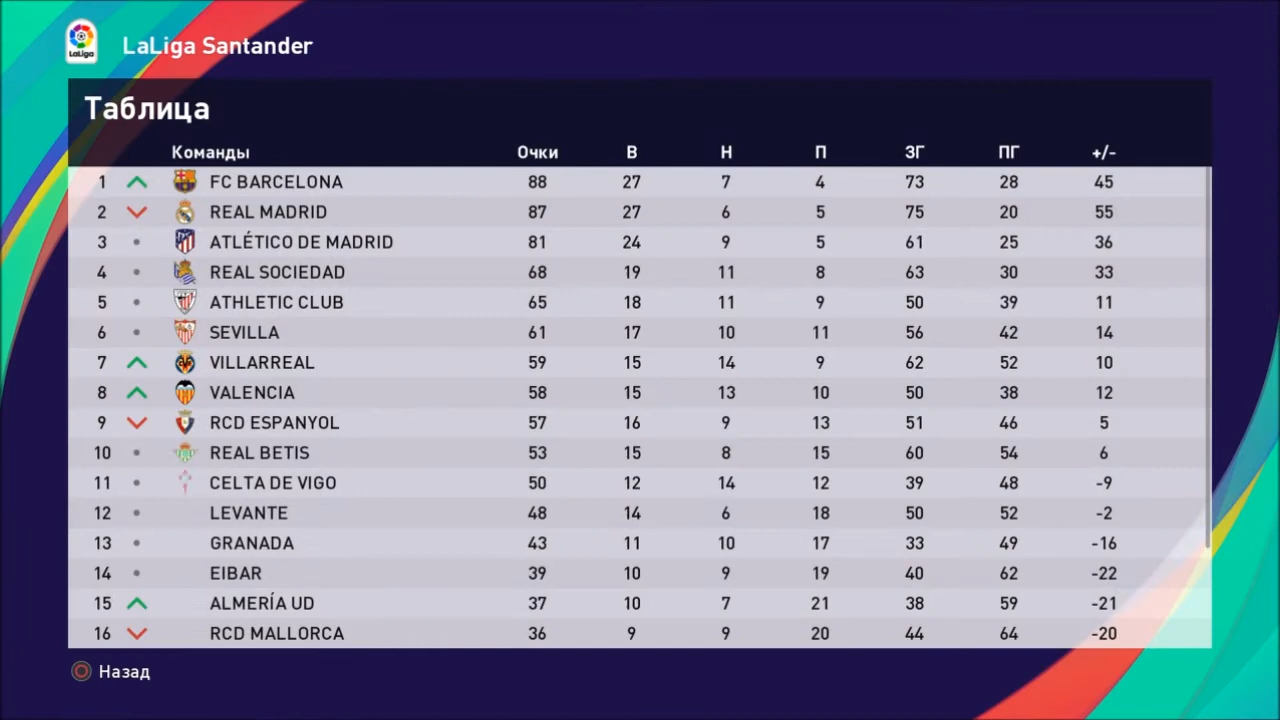 LaLiga LaLiga Santander
Таблица
Команды Очки В Н П ЗГ ПГ +/-
1 FC BARCELONA 88 27 7 4 73 28 45
2 REAL MADRID 87 27 6 5 75 20 55
3 ATLÉTICO DE MADRID 81 24 9 5 61 25 36
4 REAL SOCIEDAD 68 19 11 8 63 30 33
5 ATHLETIC CLUB 65 18 11 9 50 39 11
6 SEVILLA 61 17 10 11 56 42 14
7 VILLARREAL 59 15 14 9 62 52 10
8 VALENCIA 58 15 13 10 50 38 12
9 RCD ESPANYOL 57 16 9 13 51 46 5
10 REAL BETIS 53 15 8 15 60 54 6
11 CELTA DE VIGO 50 12 14 12 39 48 -9
12 LEVANTE 48 14 6 18 50 52 -2
13 GRANADA 43 11 10 17 33 49 -16
14 EIBAR 39 10 9 19 40 62 -22
15 ALMERÍA UD 37 10 7 21 38 59 -21
16 RCD MALLORCA 36 9 9 20 44 64 -20
Назад